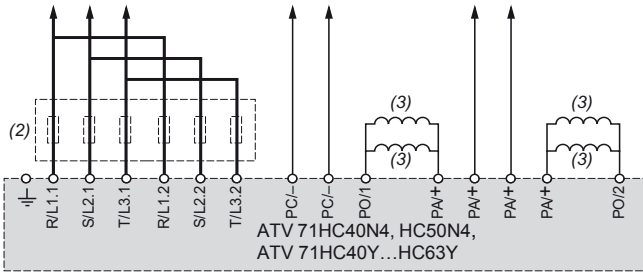 (3)
(3)
(2)
(3)
(3)
R/L1.1
S/L2.1
T/L3.1
R/L1.2
S/L2.2
T/L3.2
PC/–
PC/–
PO/1
PA/+
PA/+
PA/+
PA/+
PO/2
ATV 71HC40N4, HC50N4,
ATV 71HC40Y...HC63Y